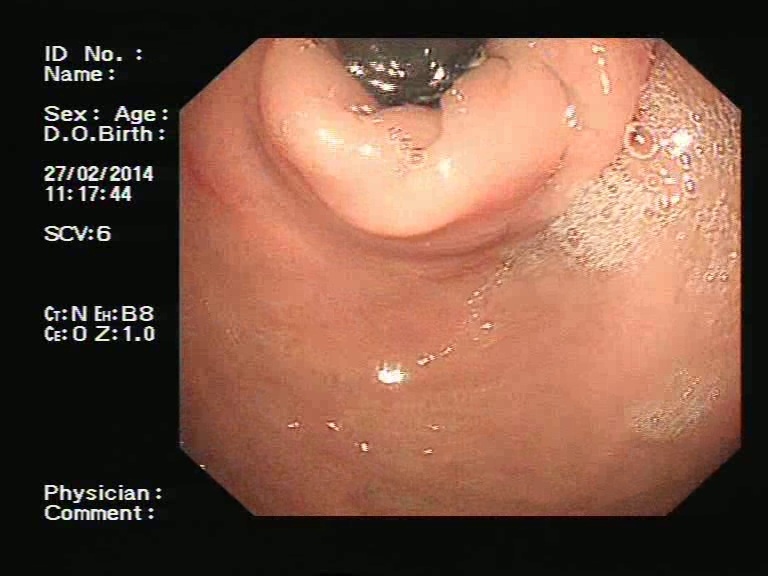 ID No. :
Name:
Sex: Age:
D.O.Birth:
27/02/2014
11:17:44
SCV:6
CT:N EH:B8
CE:0 Z:1.0
Physician:
Comment: